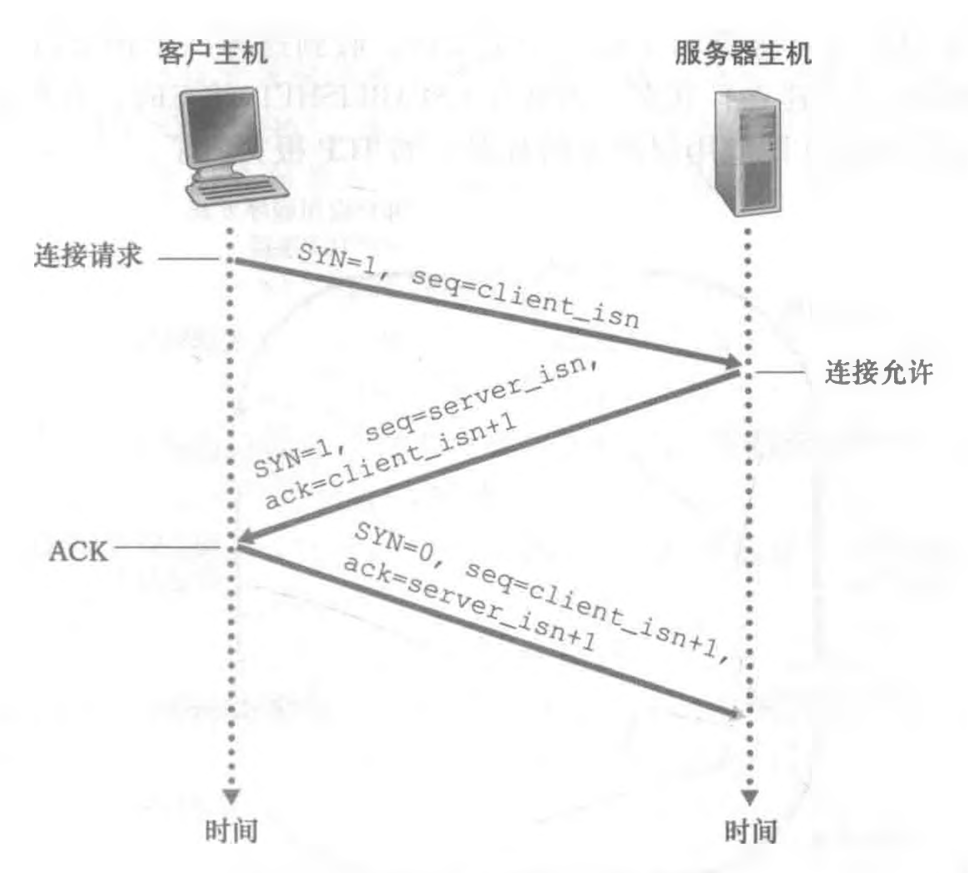 客户主机
服务器主机
连接请求
SYN=1, seq=client_isn
连接允许
SYN=1, seq=server_isn,
ack=client_isn+1
ACK
SYN=0, seq=client_isn+1,
ack=server_isn+1
时间
时间